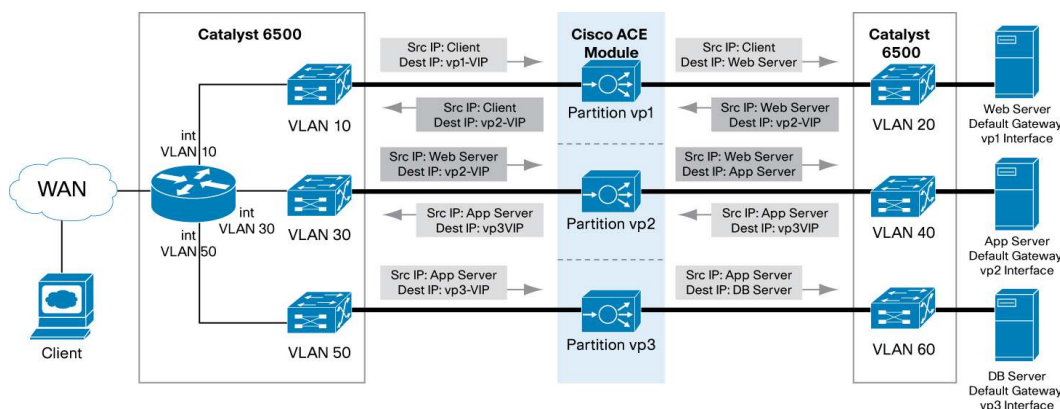 Catalyst 6500
Cisco ACE
Module
Catalyst
6500
Src IP: Client
Dest IP: vp1-VIP
Src IP: Client
Dest IP: Web Server
VLAN 10
Src IP: Client
Dest IP: vp2-VIP
Partition vp1
Src IP: Web Server
Dest IP: vp2-VIP
VLAN 20
Web Server
Default Gateway
vp1 Interface
int
VLAN 10
WAN
Src IP: Web Server
Dest IP: vp2-VIP
Src IP: Web Server
Dest IP: App Server
int
VLAN 30
VLAN 30
Src IP: App Server
Dest IP: vp3VIP
Partition vp2
Src IP: App Server
Dest IP: vp3VIP
VLAN 40
App Server
Default Gateway
vp2 Interface
int
VLAN 50
Src IP: App Server
Dest IP: vp3-VIP
Src IP: App Server
Dest IP: DB Server
Client
VLAN 50
Partition vp3
VLAN 60
DB Server
Default Gateway
vp3 Interface